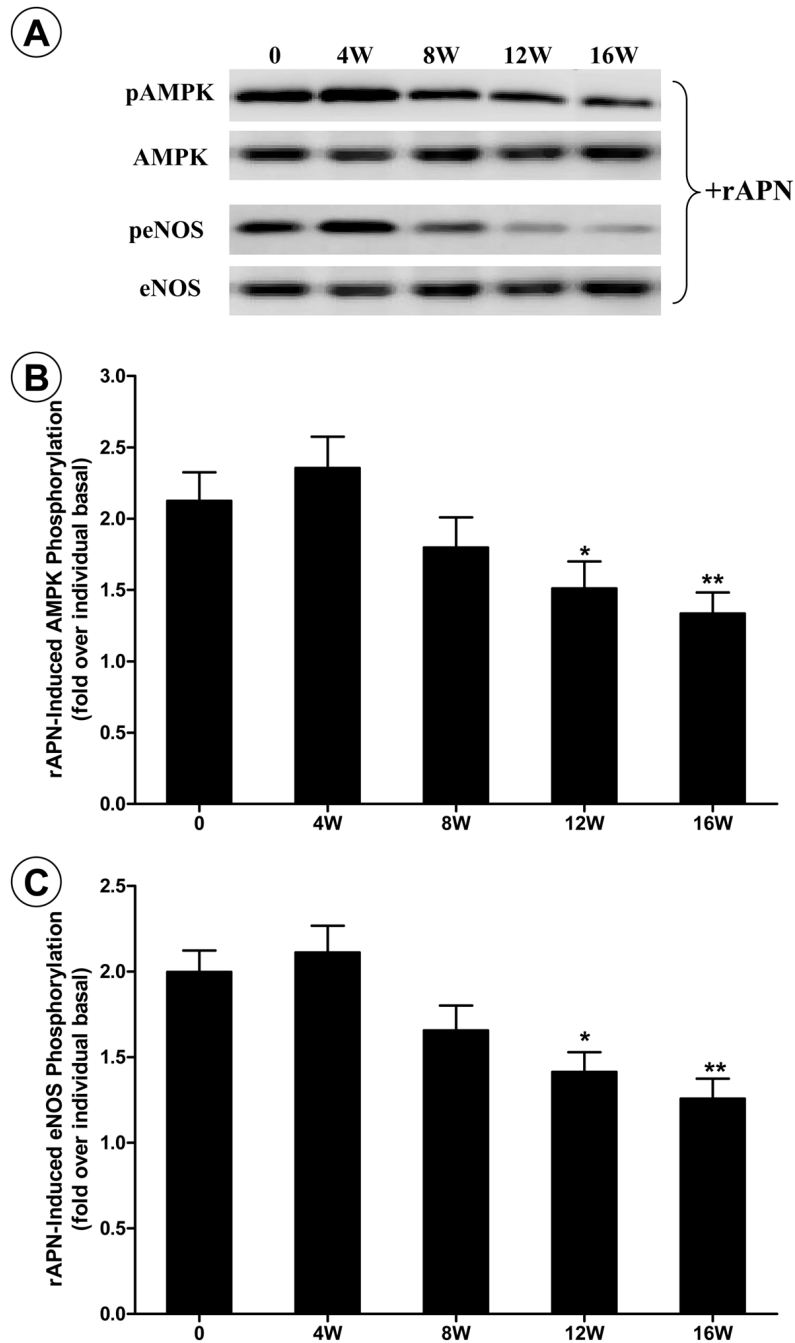 A
0 4W 8W 12W 16W
pAMPK
AMPK
+rAPN
peNOS
eNOS
B
rAPN-Induced AMPK Phosphorylation
(fold over individual basal)
3.0
2.5
2.0
1.5
1.0
0.5
0.0
*
**
0 4W 8W 12W 16W
C
rAPN-Induced eNOS Phosphorylation
(fold over individual basal)
2.5
2.0
1.5
1.0
0.5
0.0
*
**
0 4W 8W 12W 16W